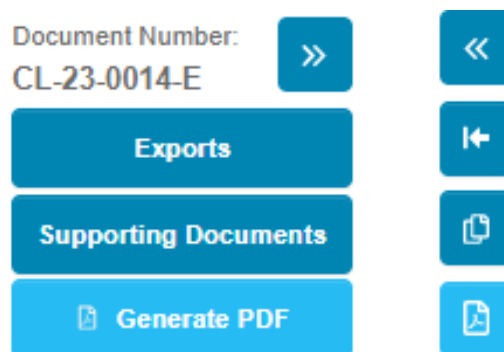 Document Number:
CL-23-0014-E
Exports
Supporting Documents
Generate PDF